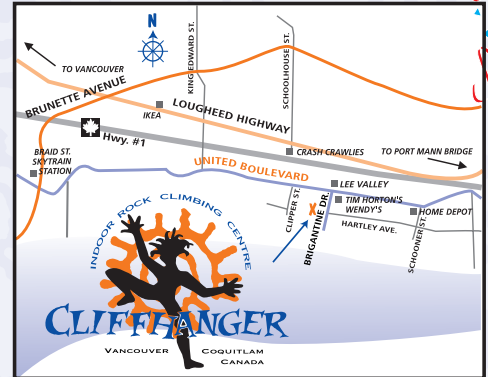 N
KING EDWARD ST.
SCHOOLHOUSE ST.
TO VANCOUVER
BRUNETTE AVENUE
IKEA
LOUGHEED HIGHWAY
Hwy. #1
CRASH CRAWLIES
TO PORT MANN BRIDGE
BRAID ST.
SKYTRAIN
STATION
UNITED BOULEVARD
LEE VALLEY
CLIPPER ST.
BRIGANTINE DR.
X
TIM HORTON'S
WENDY'S
HOME DEPOT
HARTLEY AVE.
SCHOONER ST.
INDOOR ROCK CLIMBING CENTRE
CLIFFHANGER
VANCOUVER COQUITLAM
CANADA